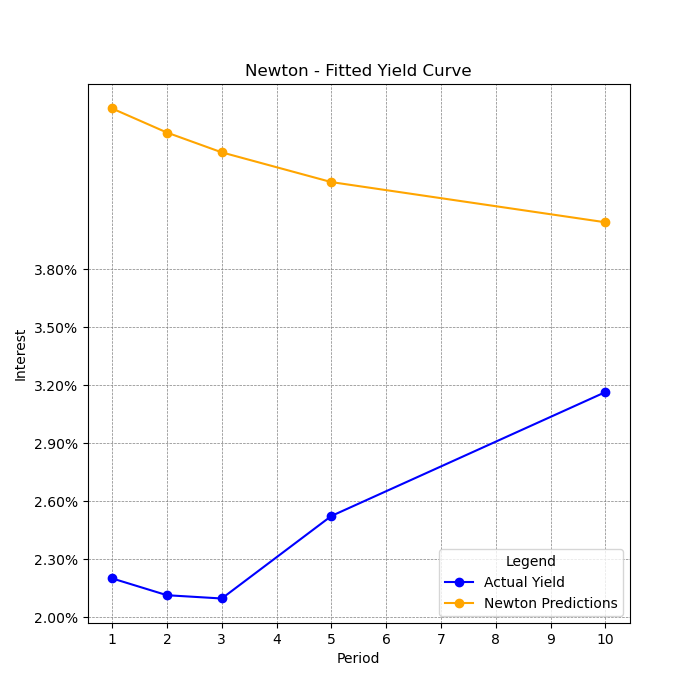 Newton - Fitted Yield Curve
3.80%
3.50%
3.20%
2.90%
2.60%
2.30%
2.00%
Interest
Legend
Actual Yield
Newton Predictions
1 2 3 4 5 6 7 8 9 10
Period